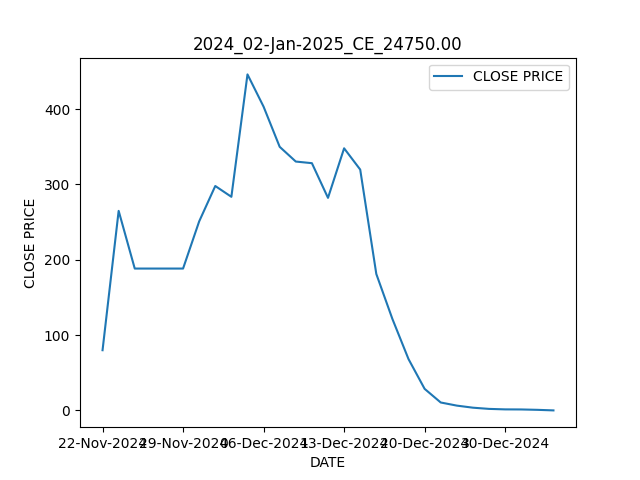 2024_02-Jan-2025_CE_24750.00
CLOSE PRICE
400
300
200
100
0
CLOSE PRICE
22-Nov-2024 29-Nov-2024 06-Dec-2024 13-Dec-2024 20-Dec-2024 30-Dec-2024
DATE